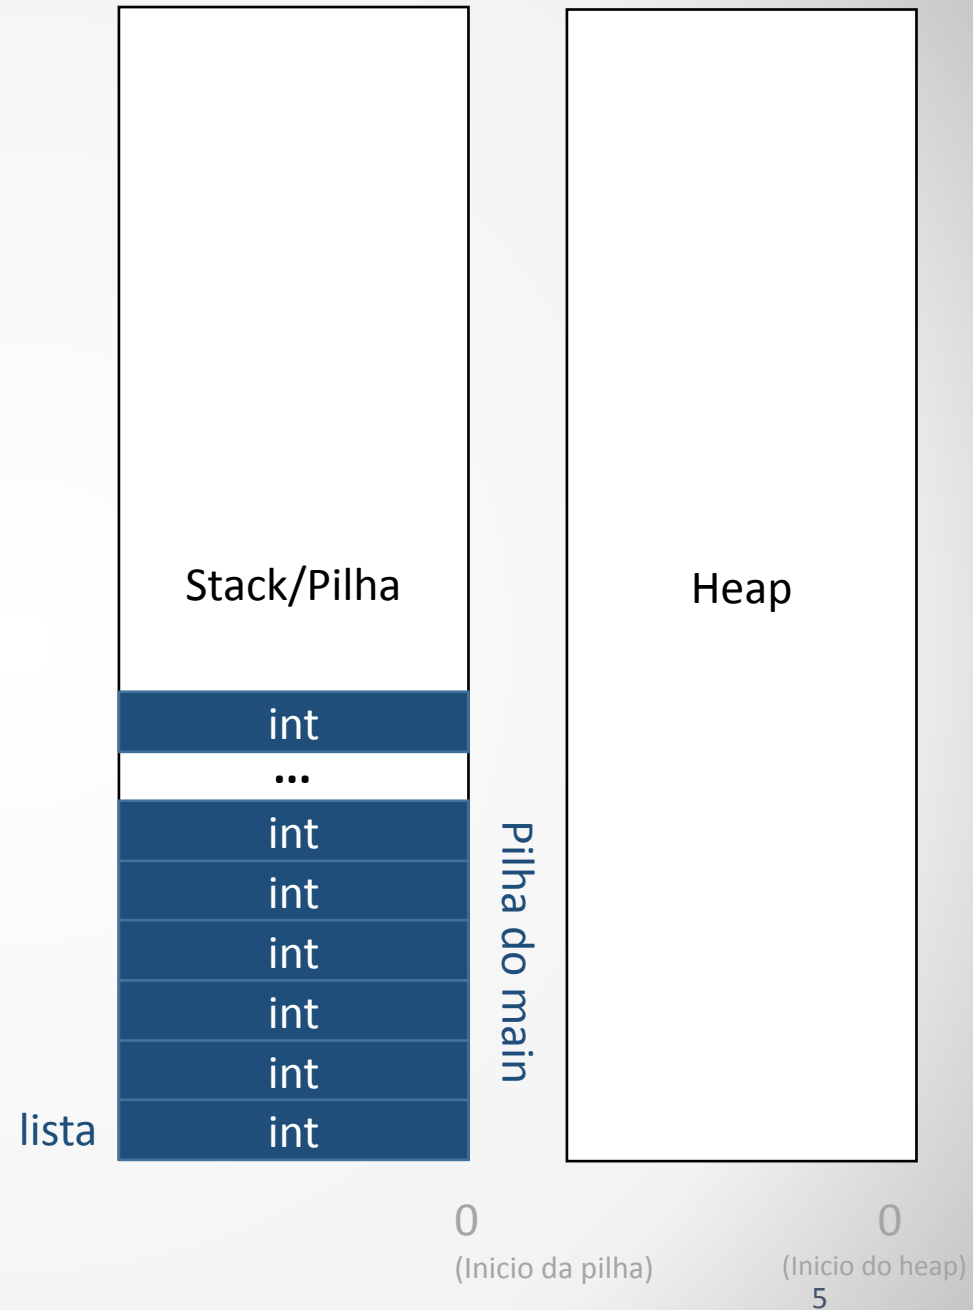 Stack/Pilha
Heap
int
...
int
int
int
int
int
lista
int
Pilha do main
0
(Inicio da pilha)
0
(Inicio do heap)
5